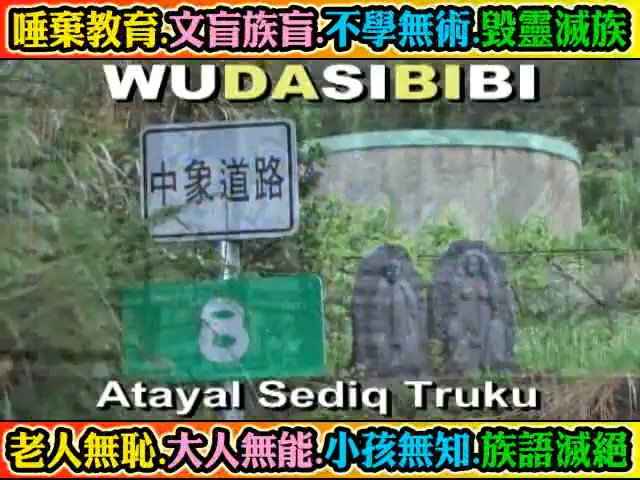 唾棄教育.文盲族盲.不學無術.毀靈滅族
WUDASIBIBI
中象道路
8
Atayal Sediq Truku
老人無恥.大人無能.小孩無知.族語滅絕